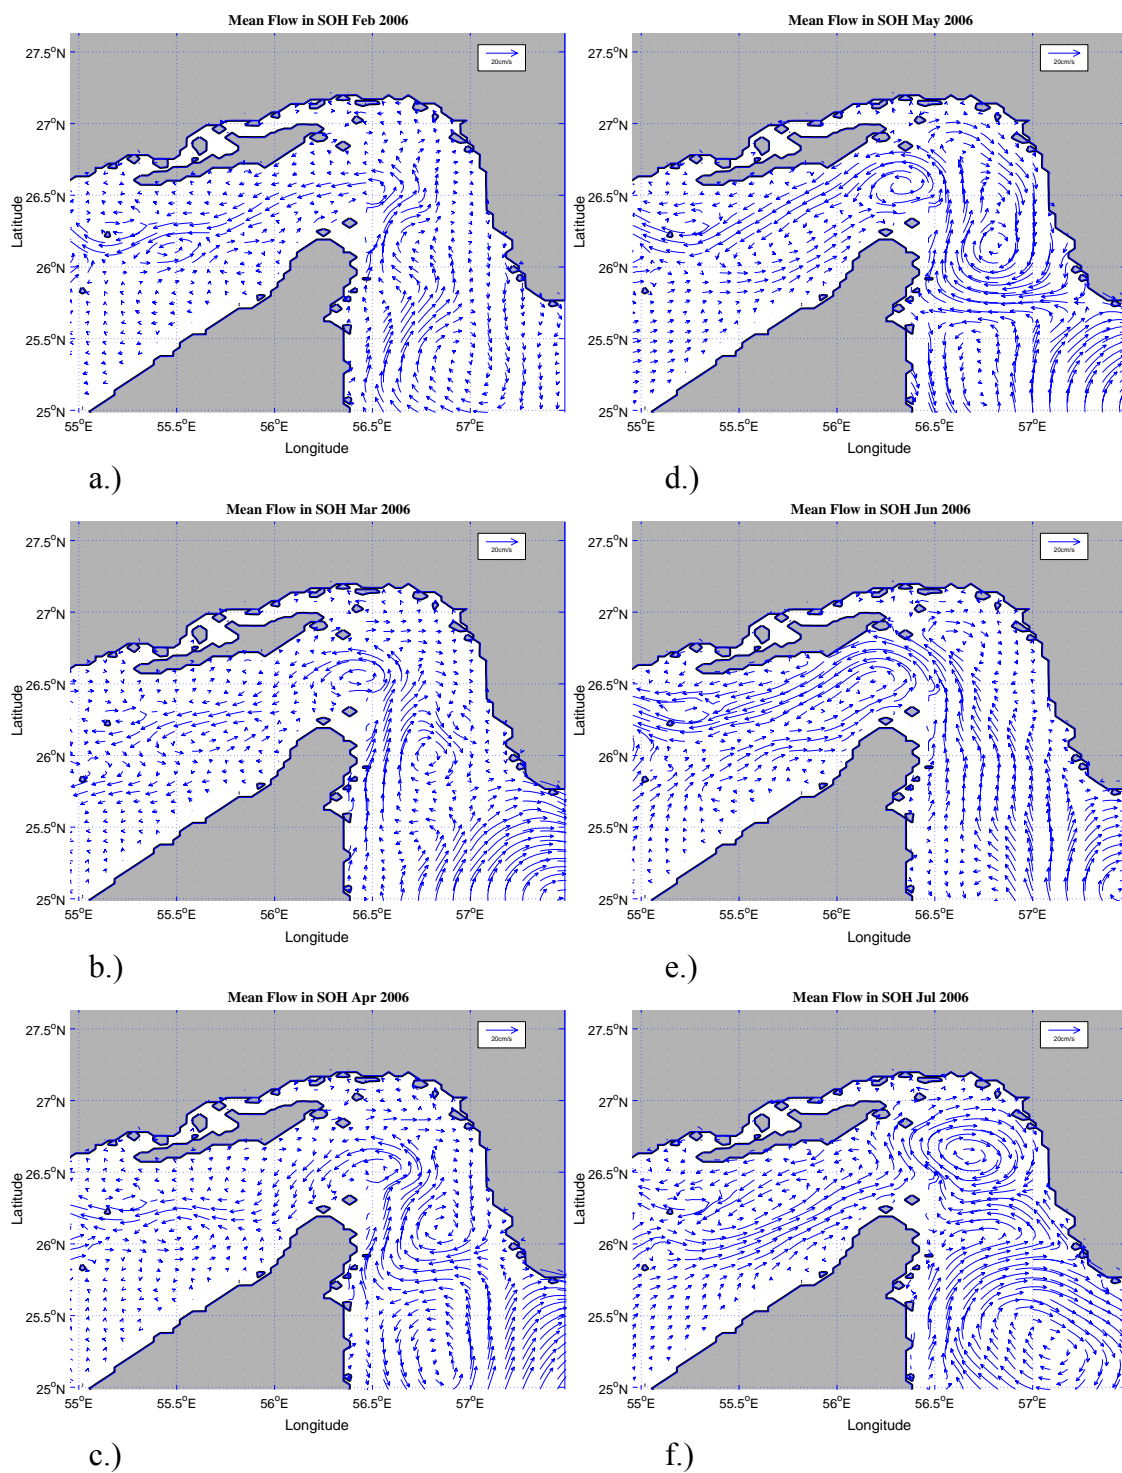 Mean Flow in SOH Feb 2006
27.5°N
20cm/s
27°N
26.5°N
Latitude
26°N
25.5°N
25°N
55°E
55.5°E
56°E
56.5°E
57°E
Longitude
a.)
Mean Flow in SOH May 2006
27.5°N
20cm/s
27°N
26.5°N
Latitude
26°N
25.5°N
25°N
55°E
55.5°E
56°E
56.5°E
57°E
Longitude
d.)
Mean Flow in SOH Mar 2006
27.5°N
20cm/s
27°N
26.5°N
Latitude
26°N
25.5°N
25°N
55°E
55.5°E
56°E
56.5°E
57°E
Longitude
b.)
Mean Flow in SOH Jun 2006
27.5°N
20cm/s
27°N
26.5°N
Latitude
26°N
25.5°N
25°N
55°E
55.5°E
56°E
56.5°E
57°E
Longitude
e.)
Mean Flow in SOH Apr 2006
27.5°N
20cm/s
27°N
26.5°N
Latitude
26°N
25.5°N
25°N
55°E
55.5°E
56°E
56.5°E
57°E
Longitude
c.)
Mean Flow in SOH Jul 2006
27.5°N
20cm/s
27°N
26.5°N
Latitude
26°N
25.5°N
25°N
55°E
55.5°E
56°E
56.5°E
57°E
Longitude
f.)